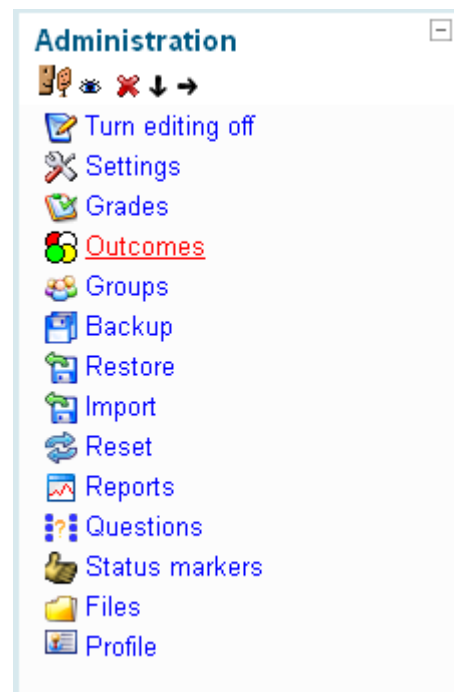 Administration
Turn editing off
Settings
Grades
Outcomes
Groups
Backup
Restore
Import
Reset
Reports
Questions
Status markers
Files
Profile